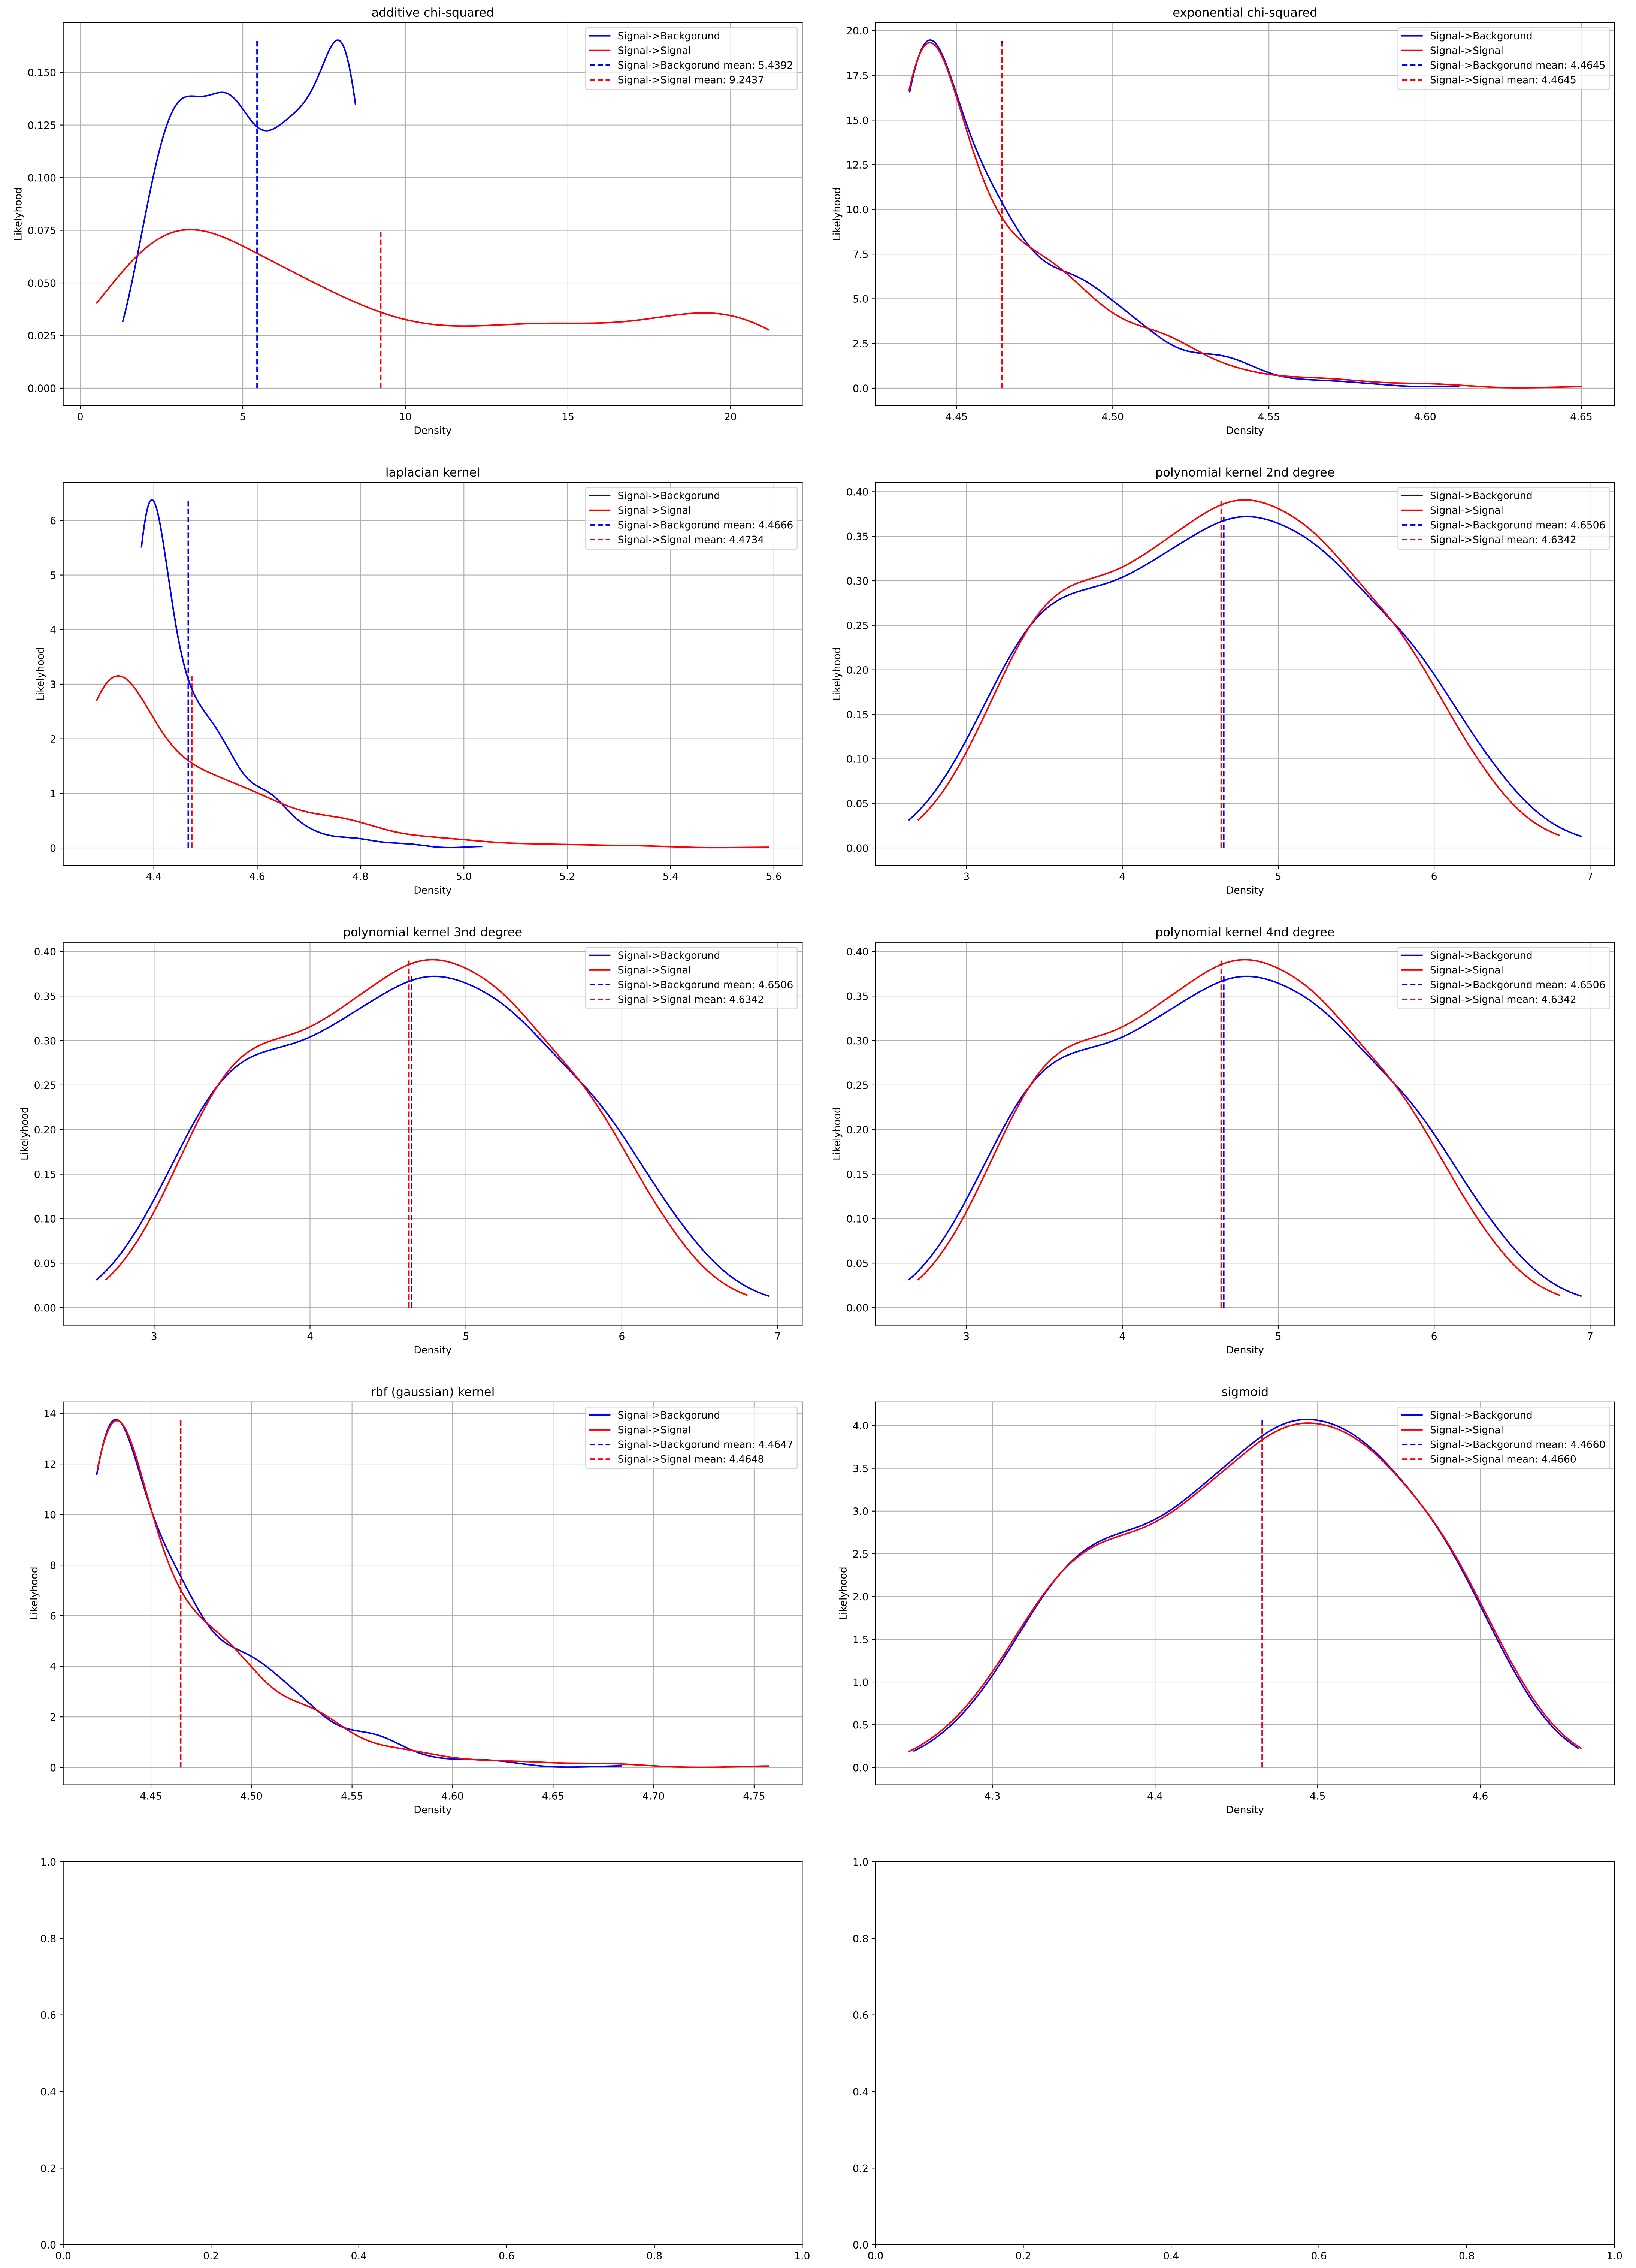 additive chi-squared
Likelyhood
0.150
0.125
0.100
0.075
0.050
0.025
0.000
Signal->Backgorund
Signal->Signal
Signal->Backgorund mean: 5.4392
Signal->Signal mean: 9.2437
0 5 10 15 20
Density
exponential chi-squared
Likelyhood
20.0
17.5
15.0
12.5
10.0
7.5
5.0
2.5
0.0
Signal->Backgorund
Signal->Signal
Signal->Backgorund mean: 4.4645
Signal->Signal mean: 4.4645
4.45 4.50 4.55 4.60 4.65
Density
laplacian kernel
Likelyhood
6
5
4
3
2
1
0
Signal->Backgorund
Signal->Signal
Signal->Backgorund mean: 4.4666
Signal->Signal mean: 4.4734
4.4 4.6 4.8 5.0 5.2 5.4 5.6
Density
polynomial kernel 2nd degree
Likelyhood
0.40
0.35
0.30
0.25
0.20
0.15
0.10
0.05
0.00
Signal->Backgorund
Signal->Signal
Signal->Backgorund mean: 4.6506
Signal->Signal mean: 4.6342
3 4 5 6 7
Density
polynomial kernel 3nd degree
Likelyhood
0.40
0.35
0.30
0.25
0.20
0.15
0.10
0.05
0.00
Signal->Backgorund
Signal->Signal
Signal->Backgorund mean: 4.6506
Signal->Signal mean: 4.6342
3 4 5 6 7
Density
polynomial kernel 4nd degree
Likelyhood
0.40
0.35
0.30
0.25
0.20
0.15
0.10
0.05
0.00
Signal->Backgorund
Signal->Signal
Signal->Backgorund mean: 4.6506
Signal->Signal mean: 4.6342
3 4 5 6 7
Density
rbf (gaussian) kernel
Likelyhood
14
12
10
8
6
4
2
0
Signal->Backgorund
Signal->Signal
Signal->Backgorund mean: 4.4647
Signal->Signal mean: 4.4648
4.45 4.50 4.55 4.60 4.65 4.70 4.75
Density
sigmoid
Likelyhood
4.0
3.5
3.0
2.5
2.0
1.5
1.0
0.5
0.0
Signal->Backgorund
Signal->Signal
Signal->Backgorund mean: 4.4660
Signal->Signal mean: 4.4660
4.3 4.4 4.5 4.6
Density
1.0
0.8
0.6
0.4
0.2
0.0
0.0 0.2 0.4 0.6 0.8 1.0
1.0
0.8
0.6
0.4
0.2
0.0
0.0 0.2 0.4 0.6 0.8 1.0